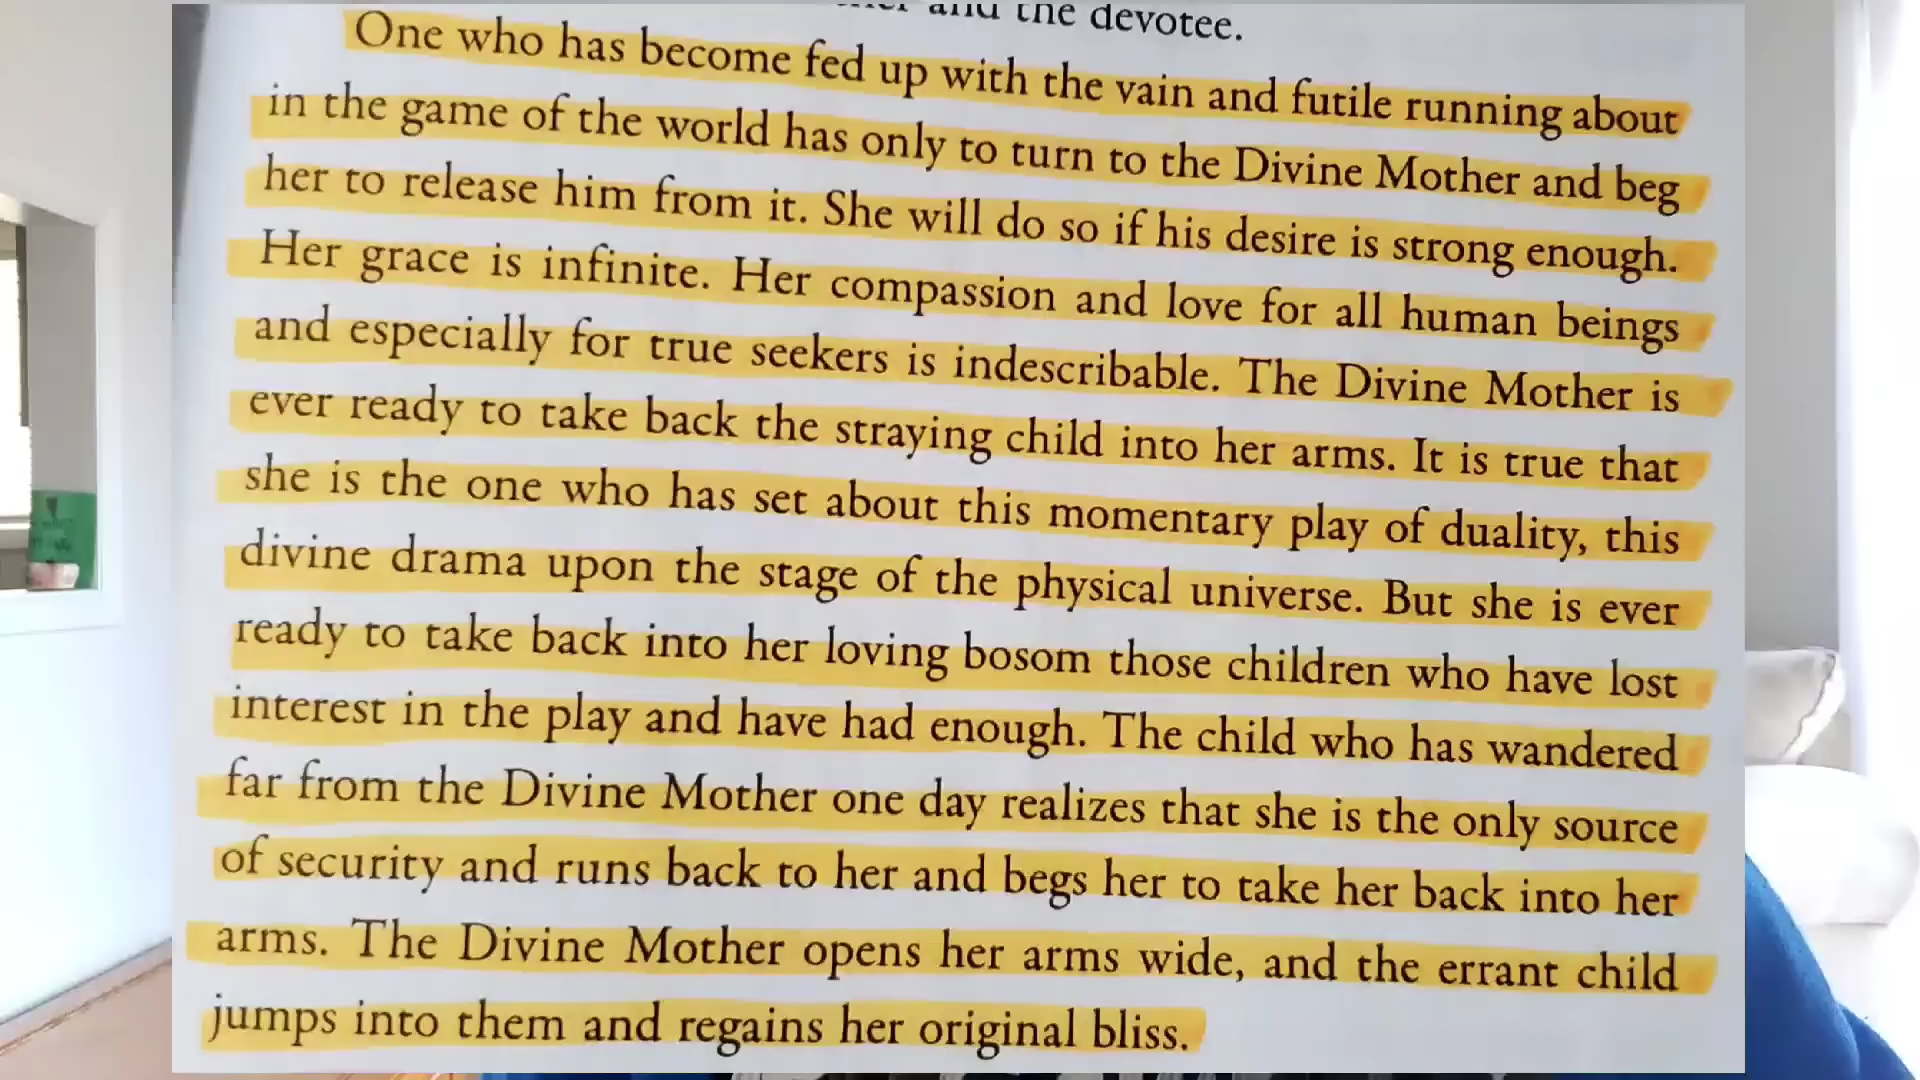 and the devotee.
One who has become fed up with the vain and futile running about
in the game of the world has only to turn to the Divine Mother and beg
her to release him from it. She will do so if his desire is strong enough.
Her grace is infinite. Her compassion and love for all human beings
and especially for true seekers is indescribable. The Divine Mother is
ever ready to take back the straying child into her arms. It is true that
she is the one who has set about this momentary play of duality, this
divine drama upon the stage of the physical universe. But she is ever
ready to take back into her loving bosom those children who have lost
interest in the play and have had enough. The child who has wandered
far from the Divine Mother one day realizes that she is the only source
of security and runs back to her and begs her to take her back into her
arms. The Divine Mother opens her arms wide, and the errant child
jumps into them and regains her original bliss.